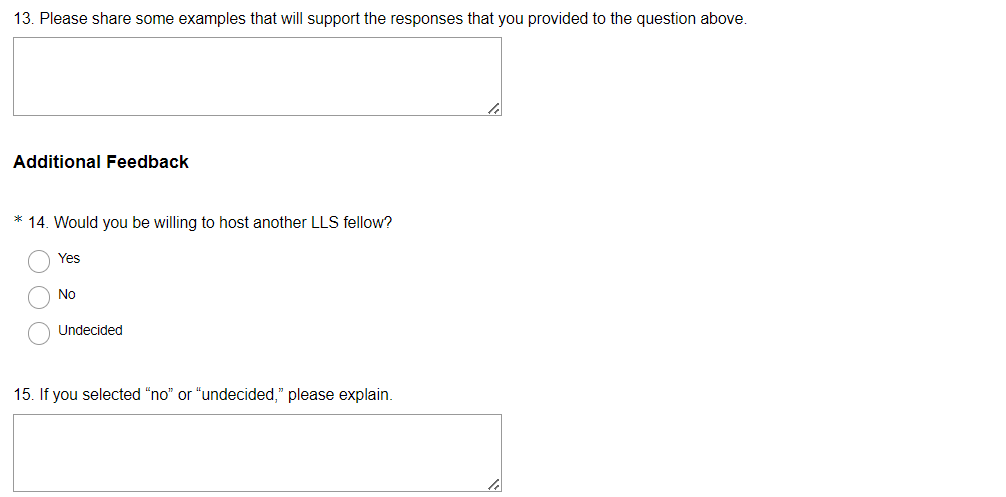 13. Please share some examples that will support the responses that you provided to the question above.
Additional Feedback
* 14. Would you be willing to host another LLS fellow?
Yes
No
Undecided
15. If you selected “no” or “undecided,” please explain.